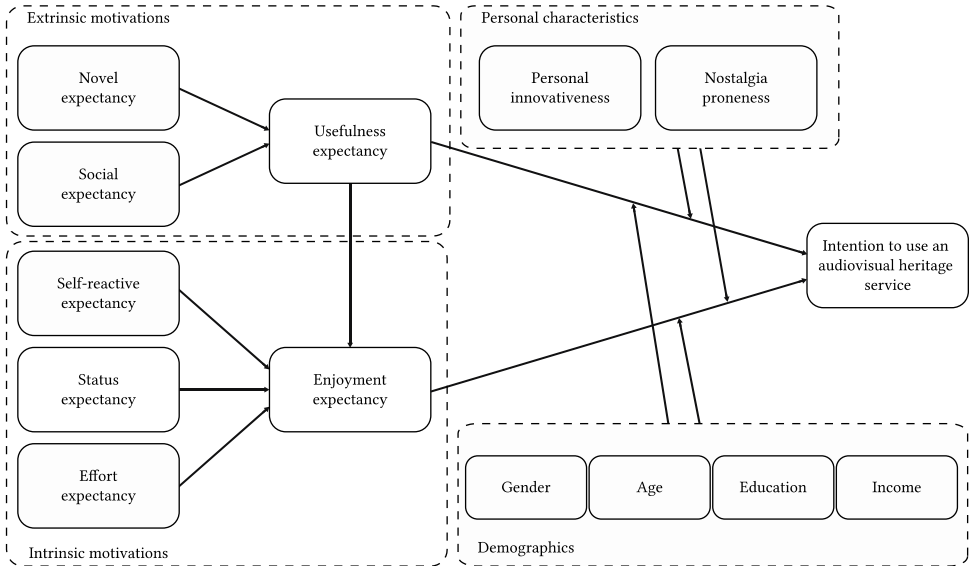 Extrinsic motivations
Novel
expectancy
Social
expectancy
Usefulness
expectancy
Personal characteristics
Personal
innovativeness
Nostalgia
proneness
Self-reactive
expectancy
Status
expectancy
Effort
expectancy
Enjoyment
expectancy
Intrinsic motivations
Intention to use an
audiovisual heritage
service
Gender
Age
Education
Income
Demographics